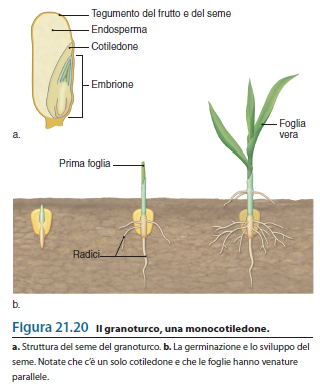 Tegumento del frutto e del seme
Endosperma
Cotiledone
Embrione
a.
Foglia
vera
Prima foglia
Radici
b.
Figura 21.20 Il granoturco, una monocotiledone.
a. Struttura del seme del granoturco. b. La germinazione e lo sviluppo del
seme. Notate che c'è un solo cotiledone e che le foglie hanno venature
parallele.